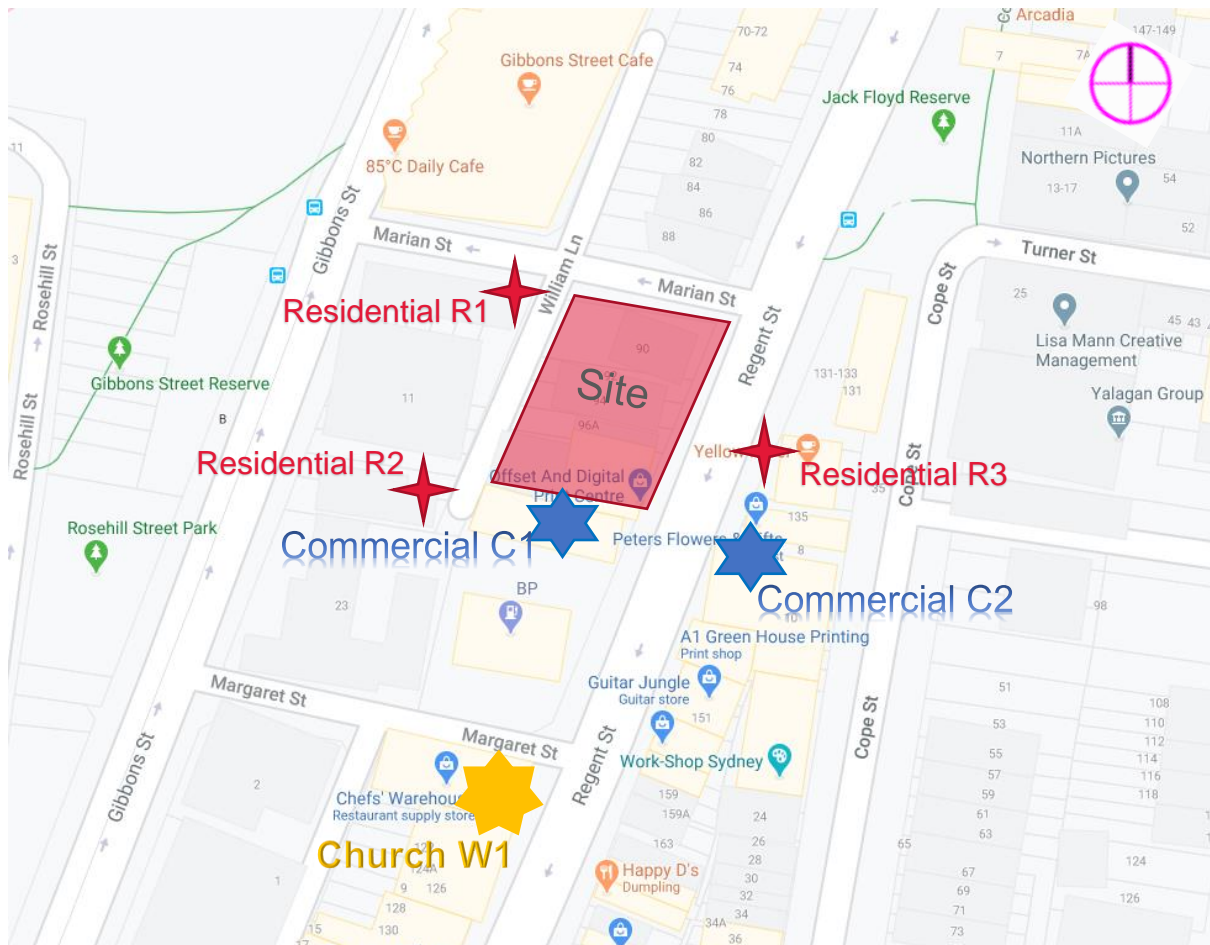 Arcadia
147-149
70-72
7
7A
Gibbons Street Cafe
74
76
Jack Floyd Reserve
78
11A
80
11
85°C Daily Cafe
82
Northern Pictures
84
13-17
54
Gibbons St
86
52
Marian St
88
Turner St
3
Rosehill St
William Ln
Marian St
Cope St
25
Residential R1
Regent St
45 43
Lisa Mann Creative
Management
90
131-133
131
Gibbons Street Reserve
Site
11
Yalagan Group
B
96A
Rosehill St
Residential R2
Residential R3
Offset And Digital
Centre
35
Cope St
Rosehill Street Park
Commercial C1
Peters Flowers &
135
8
BP
Commercial C2
23
98
10
A1 Green House Printing
Print shop
Margaret St
Guitar Jungle
Guitar store
151
51
108
Margaret St
53
110
Gibbons St
Regent St
Cope St
112
Work-Shop Sydney
55
114
2
57
116
Chefs' Warehou
Restaurant supply store
159
59
118
159A
24
61
Church W1
163
26
63
65
124A
28
124
1
9
126
Happy D's
Dumpling
30
67
32
69
126
128
34
71
15
130
34A
73
17
36